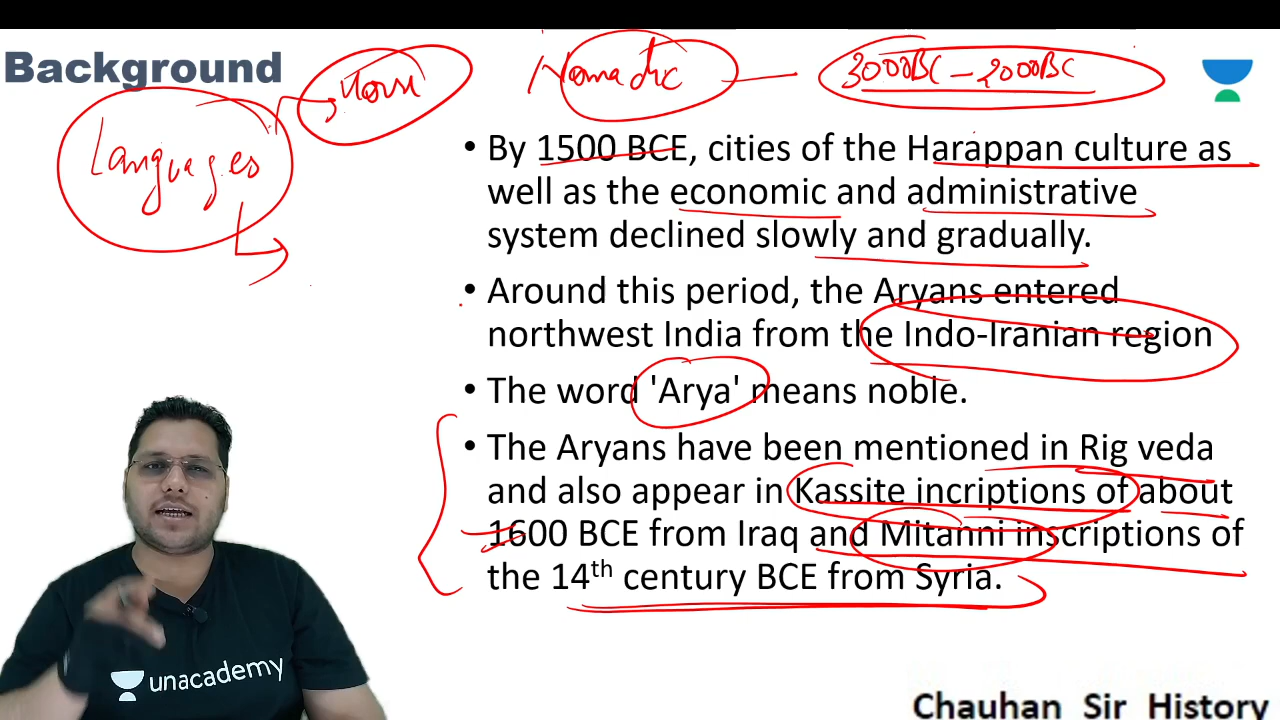 Background
Nomadic — 3000BC – 2000BC
Languages
• By 1500 BCE, cities of the Harappan culture as
well as the economic and administrative
system declined slowly and gradually.
• Around this period, the Aryans entered
northwest India from the Indo-Iranian region
• The word 'Arya' means noble.
• The Aryans have been mentioned in Rig veda
and also appear in Kassite incriptions of about
1600 BCE from Iraq and Mitanni inscriptions of
the 14th century BCE from Syria.
unacademy
Chauhan Sir History